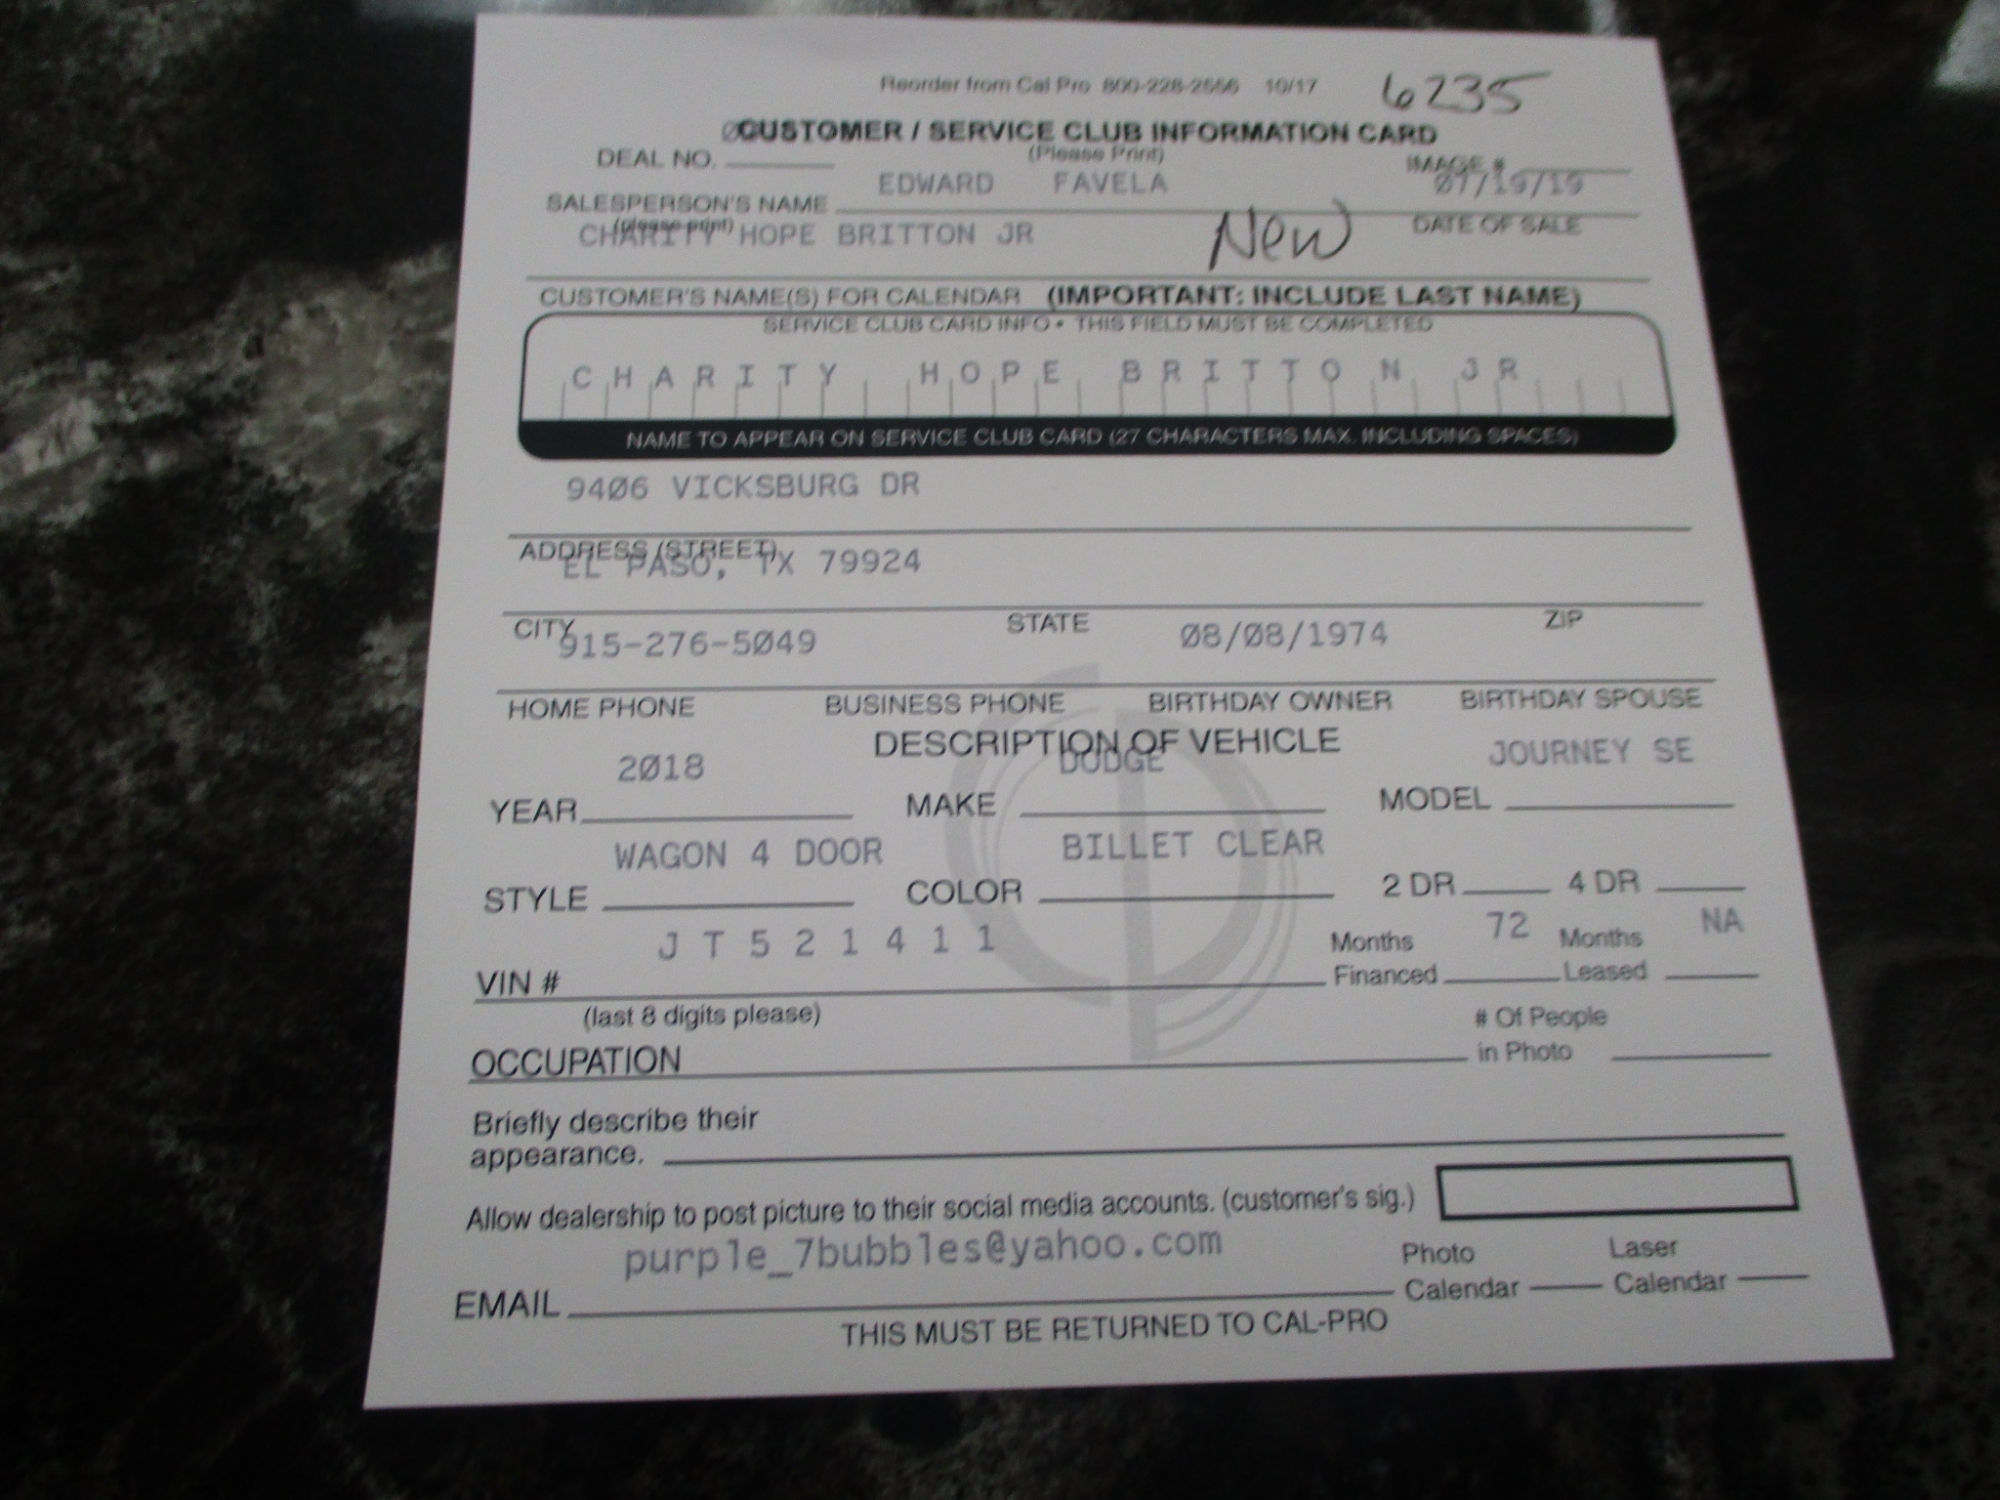 Reorder from Cal Pro 800-228-2556 10/17 6235
CUSTOMER / SERVICE CLUB INFORMATION CARD
(Please Print)
DEAL NO. IMAGE #
EDWARD FAVELA
SALESPERSON'S NAME
(please print) DATE OF SALE
CHARITY HOPE BRITTON JR New
CUSTOMER'S NAME(S) FOR CALENDAR (IMPORTANT: INCLUDE LAST NAME)
SERVICE CLUB CARD INFO • THIS FIELD MUST BE COMPLETED
CHARITY HOPE BRITTON JR
NAME TO APPEAR ON SERVICE CLUB CARD (27 CHARACTERS MAX. INCLUDING SPACES)
9406 VICKSBURG DR
ADDRESS (STREET)
EL PASO, TX 79924
CITY STATE ZIP
915-276-5049 08/08/1974
HOME PHONE BUSINESS PHONE BIRTHDAY OWNER BIRTHDAY SPOUSE
DESCRIPTION OF VEHICLE
2018 DODGE JOURNEY SE
YEAR MAKE MODEL
WAGON 4 DOOR BILLET CLEAR
STYLE COLOR 2 DR 4 DR
JT521411 Months 72 Months NA
VIN # Financed Leased
(last 8 digits please) # Of People
OCCUPATION in Photo
Briefly describe their
appearance.
Allow dealership to post picture to their social media accounts. (customer's sig.)
purple_7bubbles@yahoo.com Photo Laser
EMAIL Calendar Calendar
THIS MUST BE RETURNED TO CAL-PRO